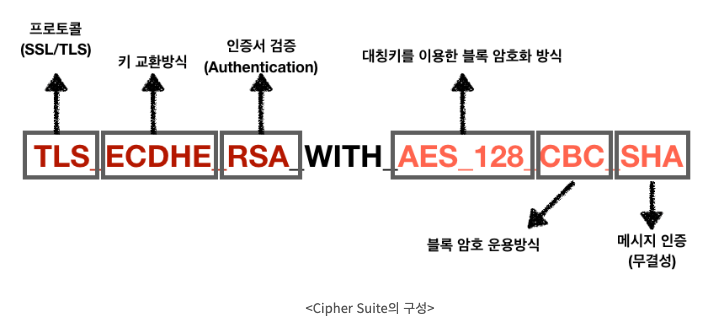 프로토콜
(SSL/TLS)
키 교환방식
인증서 검증
(Authentication)
대칭키를 이용한 블록 암호화 방식
TLS_ECDHE_RSA_WITH_AES_128_CBC_SHA
블록 암호 운용방식
메시지 인증
(무결성)
<Cipher Suite의 구성>